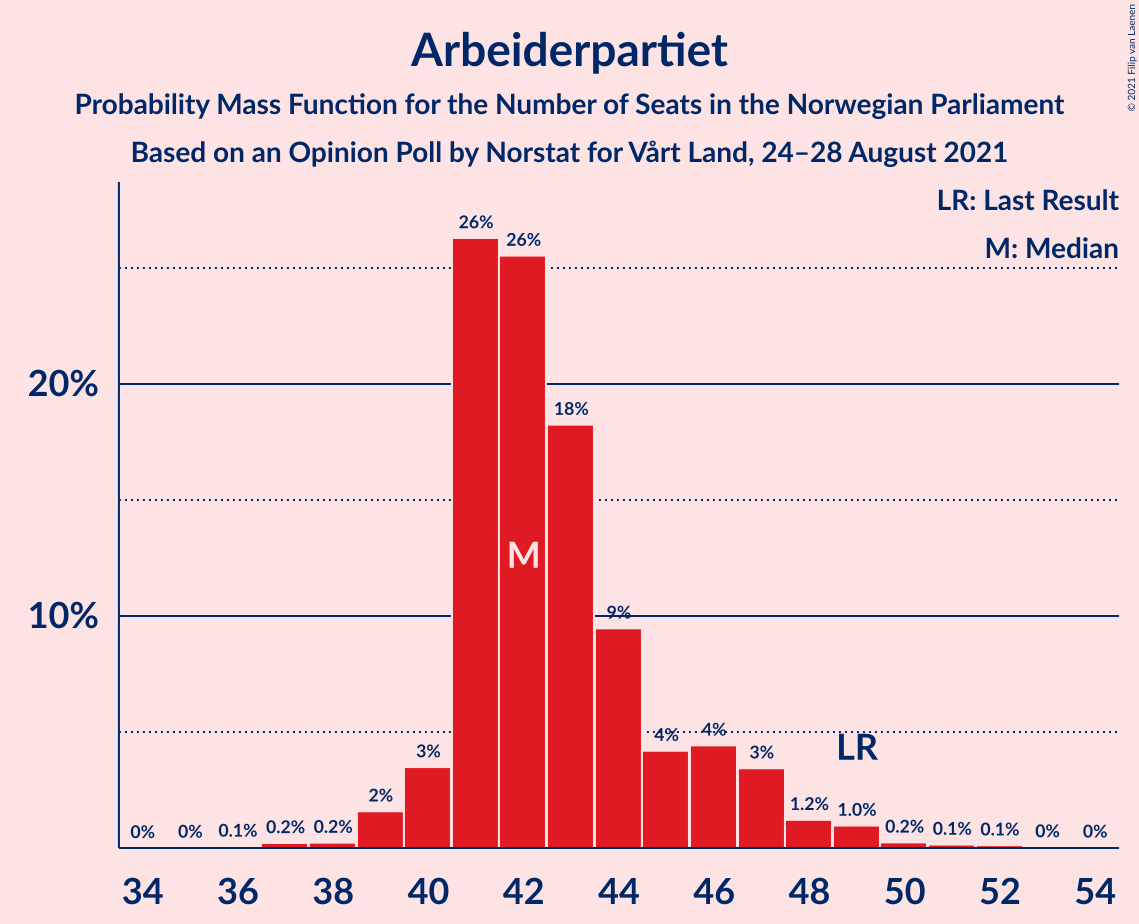 Arbeiderpartiet
Probability Mass Function for the Number of Seats in the Norwegian Parliament
Based on an Opinion Poll by Norstat for Vårt Land, 24–28 August 2021
© 2021 Filip van Laenen
LR: Last Result
M: Median
20%
10%
0% 0% 0.1% 0.2% 0.2% 2% 3% 26% 26% 18% 9% 4% 4% 3% 1.2% 1.0% 0.2% 0.1% 0.1% 0% 0%
M
LR
34 36 38 40 42 44 46 48 50 52 54